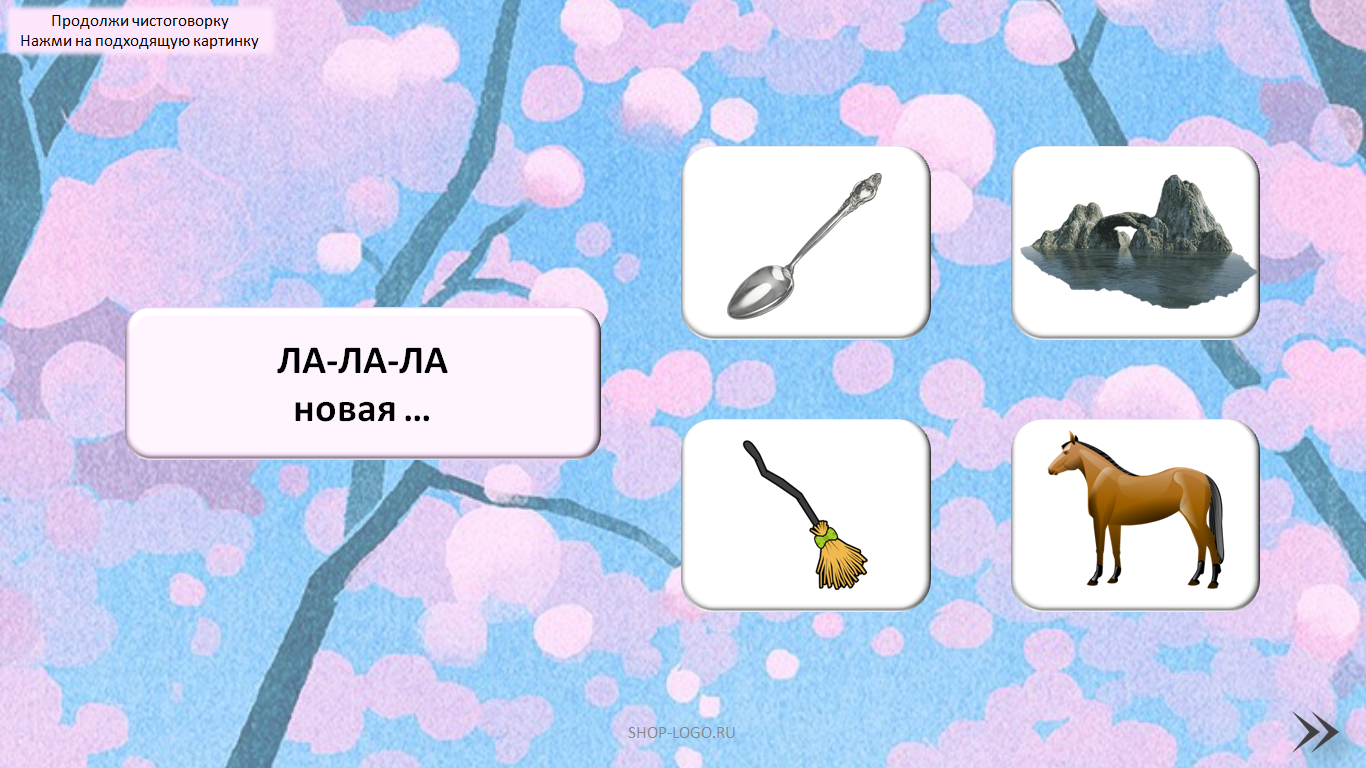 Продолжи чистоговорку
Нажми на подходящую картинку
ЛА-ЛА-ЛА
новая ...
SHOP-LOGO.RU